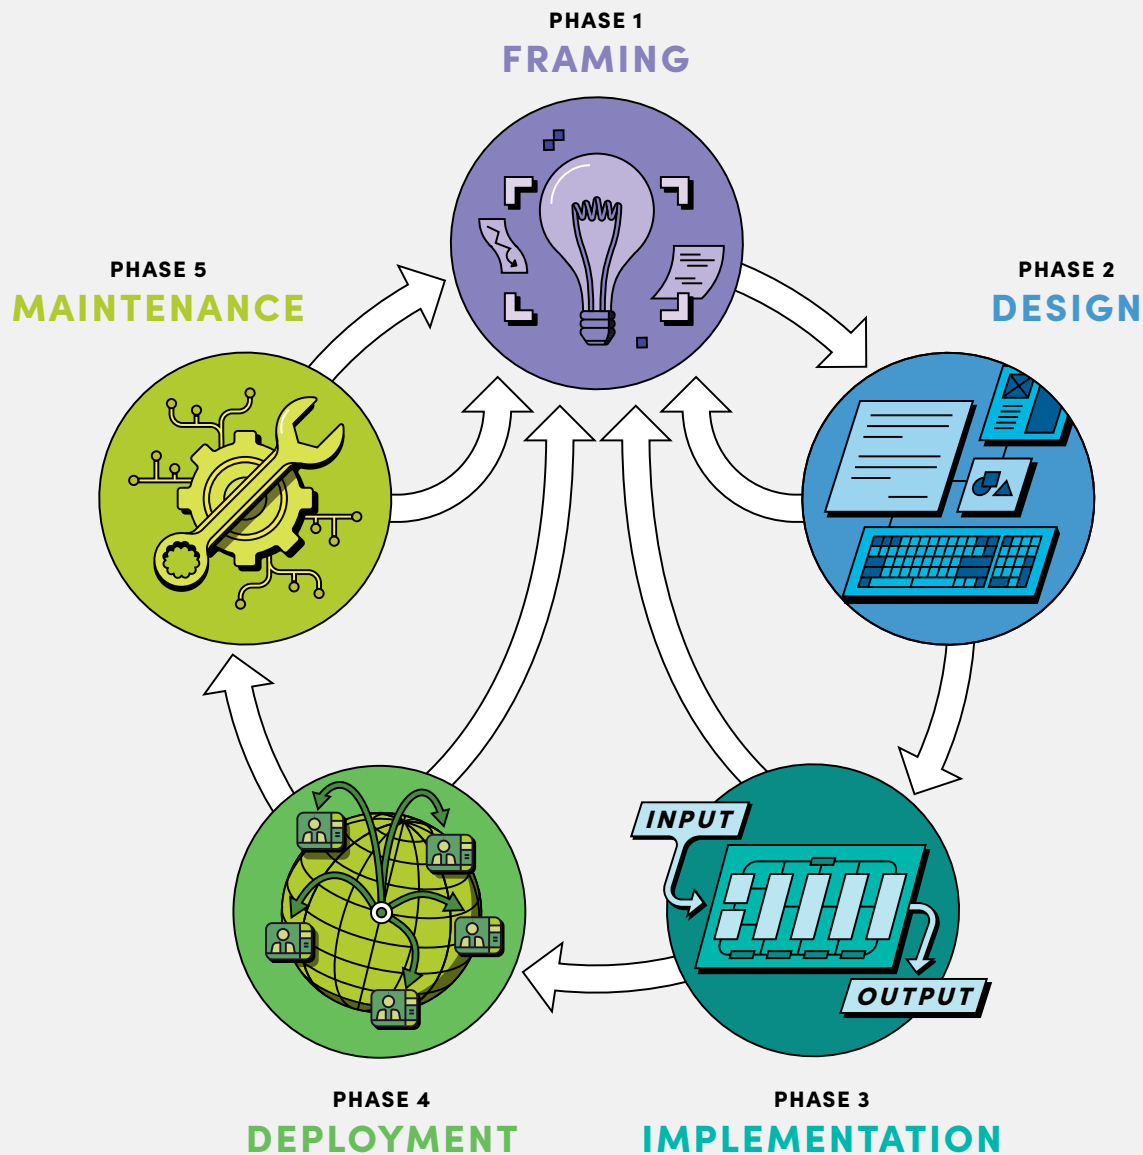 PHASE 1
FRAMING
PHASE 5
MAINTENANCE
PHASE 2
DESIGN
INPUT
OUTPUT
PHASE 4
DEPLOYMENT
PHASE 3
IMPLEMENTATION